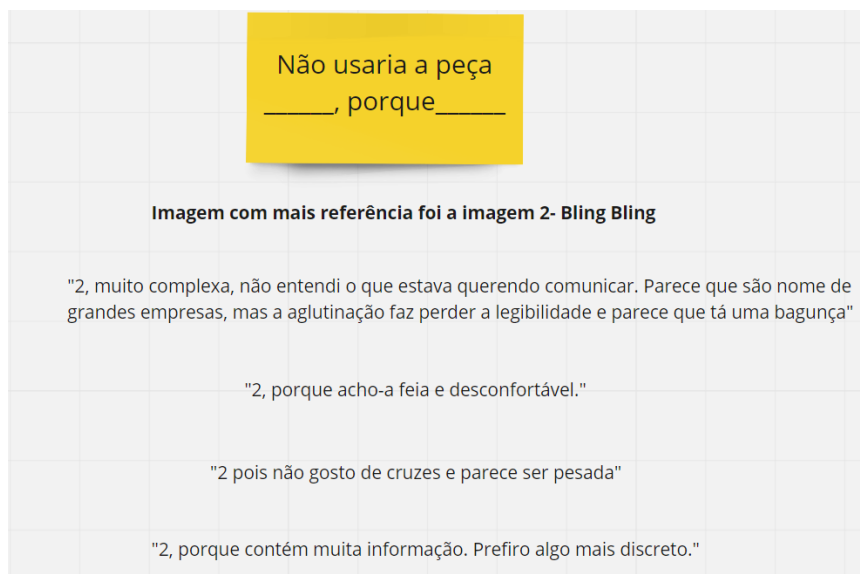 Não usaria a peça
______, porque______
Imagem com mais referência foi a imagem 2- Bling Bling
"2, muito complexa, não entendi o que estava querendo comunicar. Parece que são nome de
grandes empresas, mas a aglutinação faz perder a legibilidade e parece que tá uma bagunça"
"2, porque acho-a feia e desconfortável."
"2 pois não gosto de cruzes e parece ser pesada"
"2, porque contém muita informação. Prefiro algo mais discreto."